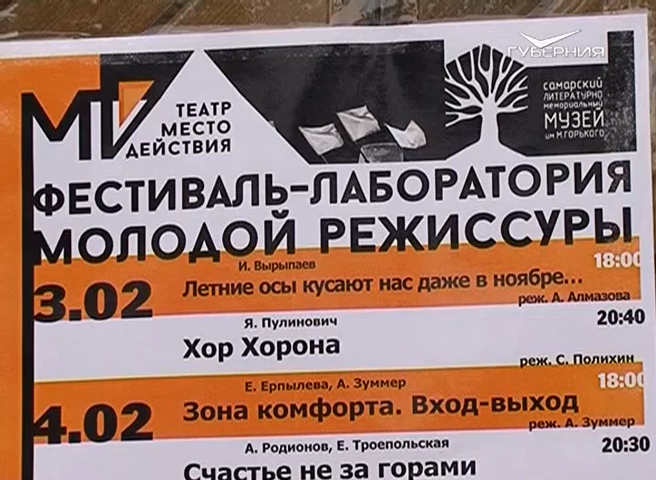 ГУБЕРНИЯ
МД
ТЕАТР
МЕСТО
ДЕЙСТВИЯ
САМАРСКИЙ
ЛИТЕРАТУРНО
МЕМОРИАЛЬНЫЙ
МУЗЕЙ
ИМ М.ГОРЬКОГО
ФЕСТИВАЛЬ-ЛАБОРАТОРИЯ
МОЛОДОЙ РЕЖИССУРЫ
И. Вырыпаев
18:00
3.02
Летние осы кусают нас даже в ноябре...
реж. А. Алмазова
Я. Пулинович
20:40
Хор Хорона
реж. С. Полихин
Е. Ерпылева, А. Зуммер
18:00
4.02
Зона комфорта. Вход-выход
реж. А. Зуммер
А. Родионов, Е. Троепольская
20:30
Счастье не за горами